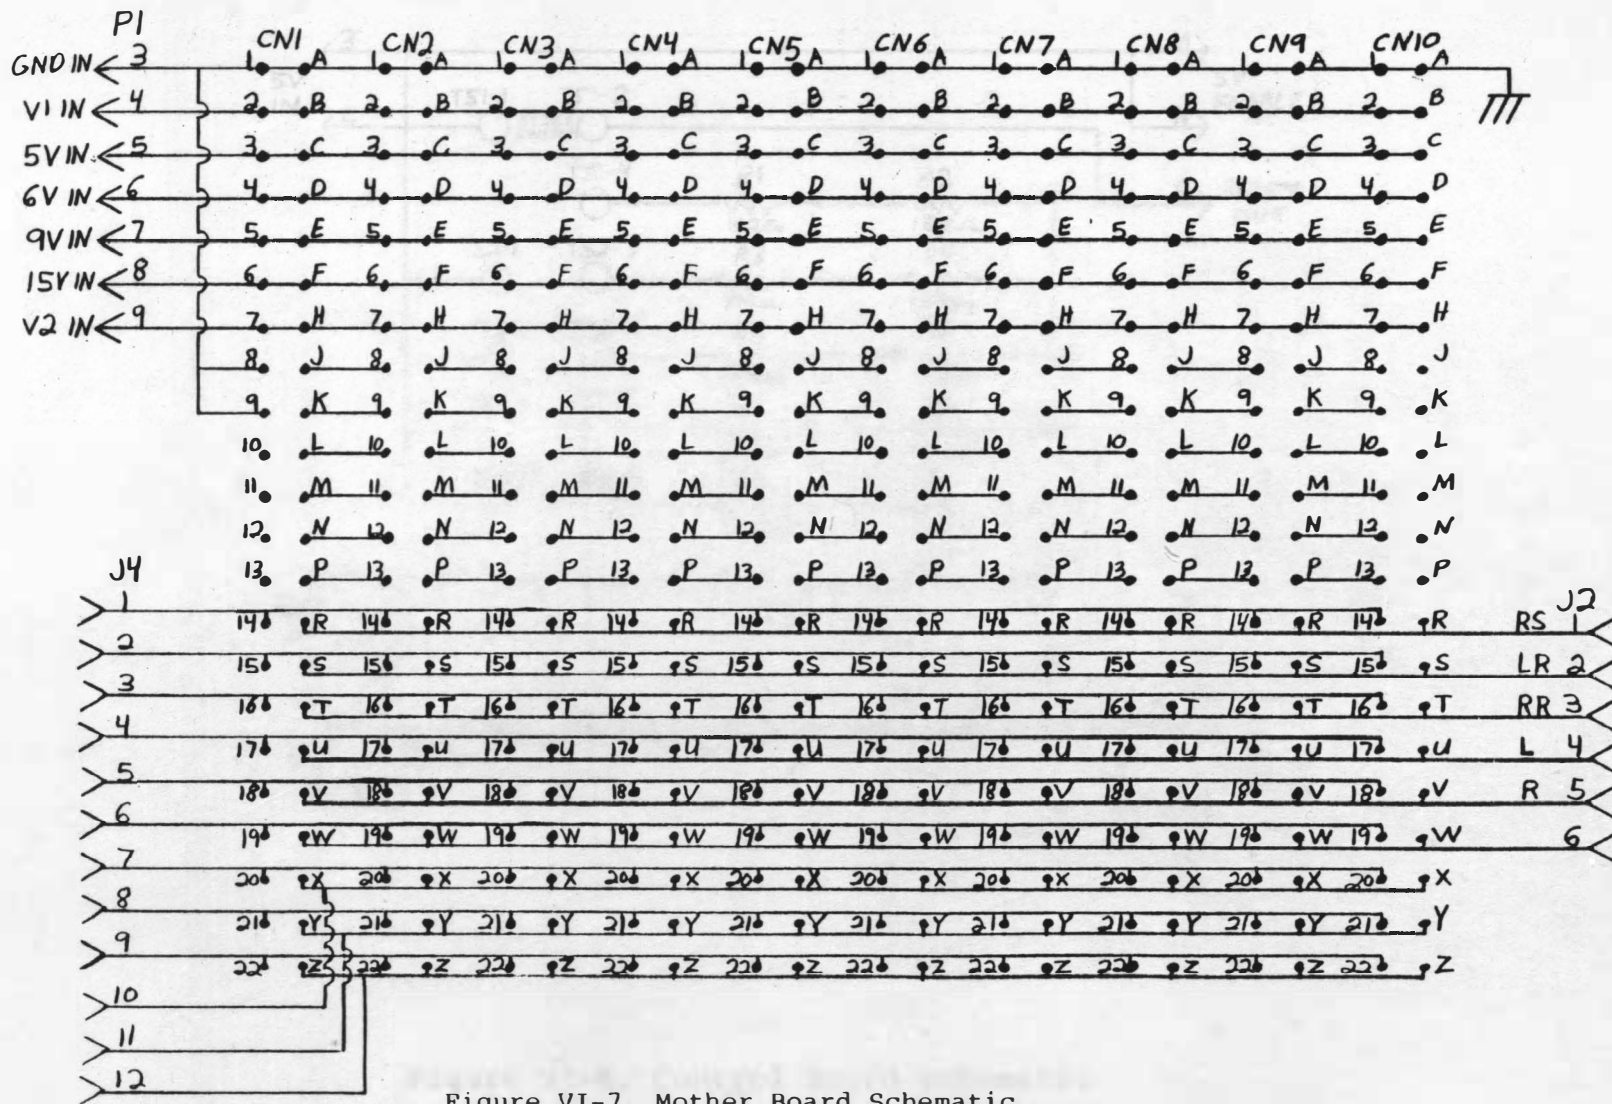 P1
CN1 CN2 CN3 CN4 CN5 CN6 CN7 CN8 CN9 CN10
GND IN 3 1 A 1 A 1 A 1 A 1 A 1 A 1 A 1 A 1 A 1 A
V1 IN 4 2 B 2 B 2 B 2 B 2 B 2 B 2 B 2 B 2 B 2 B
5V IN 5 3 C 3 C 3 C 3 C 3 C 3 C 3 C 3 C 3 C 3 C
6V IN 6 4 D 4 D 4 D 4 D 4 D 4 D 4 D 4 D 4 D 4 D
9V IN 7 5 E 5 E 5 E 5 E 5 E 5 E 5 E 5 E 5 E 5 E
15V IN 8 6 F 6 F 6 F 6 F 6 F 6 F 6 F 6 F 6 F 6 F
V2 IN 9 7 H 7 H 7 H 7 H 7 H 7 H 7 H 7 H 7 H 7 H
8 J 8 J 8 J 8 J 8 J 8 J 8 J 8 J 8 J 8 J
9 K 9 K 9 K 9 K 9 K 9 K 9 K 9 K 9 K 9 K
10 L 10 L 10 L 10 L 10 L 10 L 10 L 10 L 10 L 10 L
11 M 11 M 11 M 11 M 11 M 11 M 11 M 11 M 11 M 11 M
12 N 12 N 12 N 12 N 12 N 12 N 12 N 12 N 12 N 12 N
J4 13 P 13 P 13 P 13 P 13 P 13 P 13 P 13 P 13 P 13 P
1 J2
14 R 14 R 14 R 14 R 14 R 14 R 14 R 14 R 14 R 14 R RS 1
2
15 S 15 S 15 S 15 S 15 S 15 S 15 S 15 S 15 S 15 S LR 2
3
16 T 16 T 16 T 16 T 16 T 16 T 16 T 16 T 16 T 16 T RR 3
4
17 U 17 U 17 U 17 U 17 U 17 U 17 U 17 U 17 U 17 U L 4
5
18 V 18 V 18 V 18 V 18 V 18 V 18 V 18 V 18 V 18 V R 5
6
19 W 19 W 19 W 19 W 19 W 19 W 19 W 19 W 19 W 19 W 6
7
20 X 20 X 20 X 20 X 20 X 20 X 20 X 20 X 20 X 20 X
8
21 Y 21 Y 21 Y 21 Y 21 Y 21 Y 21 Y 21 Y 21 Y 21 Y
9
22 Z 22 Z 22 Z 22 Z 22 Z 22 Z 22 Z 22 Z 22 Z 22 Z
10
11
12
Figure VI-7. Mother Board Schematic